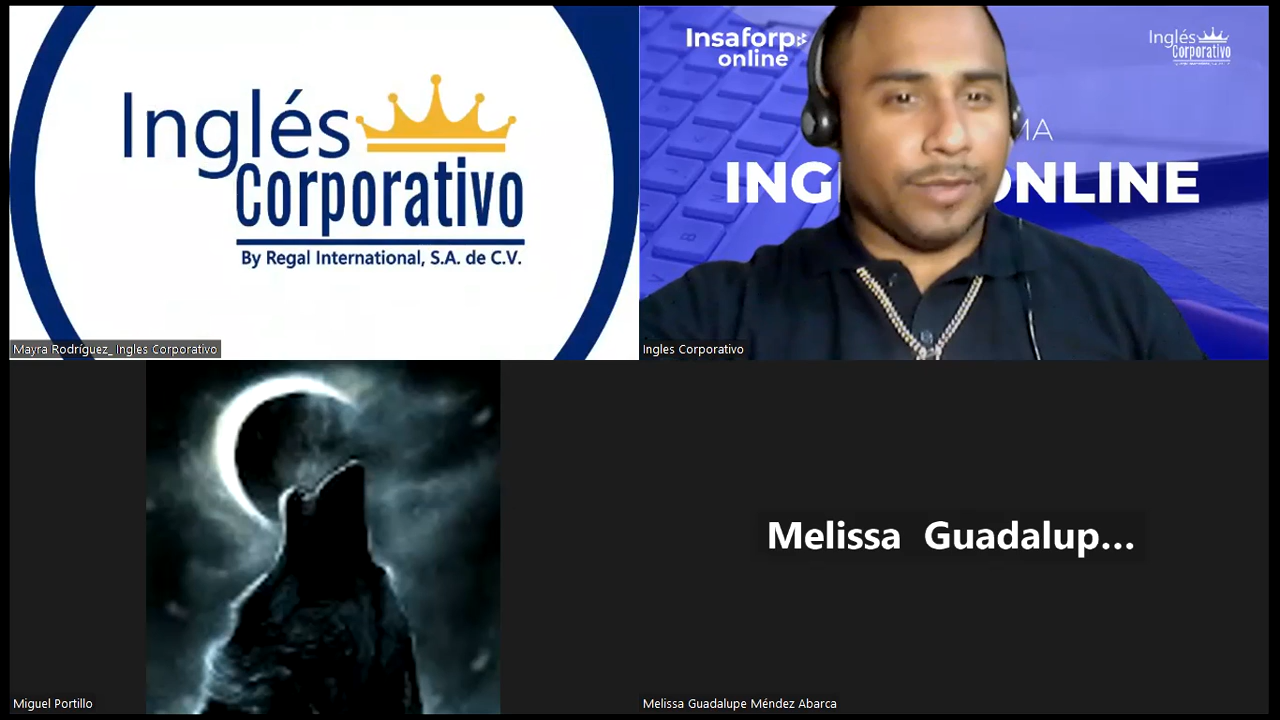 Inglés
Corporativo
By Regal International, S.A. de C.V.
Mayra Rodríguez_ Ingles Corporativo
Insaforp
online
Inglés
Corporativo
MA
ING ONLINE
Ingles Corporativo
Miguel Portillo
Melissa Guadalup...
Melissa Guadalupe Méndez Abarca